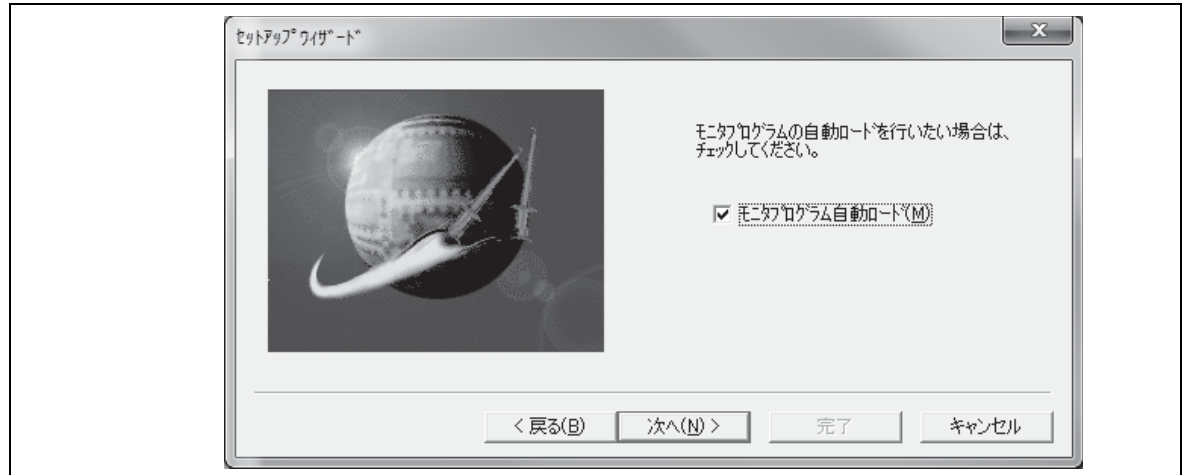 ｾｯﾄｱｯﾌﾟ ｳｨｻﾞｰﾄﾞ
x
ﾓﾆﾀﾌﾟﾛｸﾞﾗﾑの自動ﾛｰﾄﾞを行いたい場合は、
ﾁｪｯｸしてください。
ﾓﾆﾀﾌﾟﾛｸﾞﾗﾑ自動ﾛｰﾄﾞ(M)
< 戻る(B)
次へ(N) >
完了
キャンセル